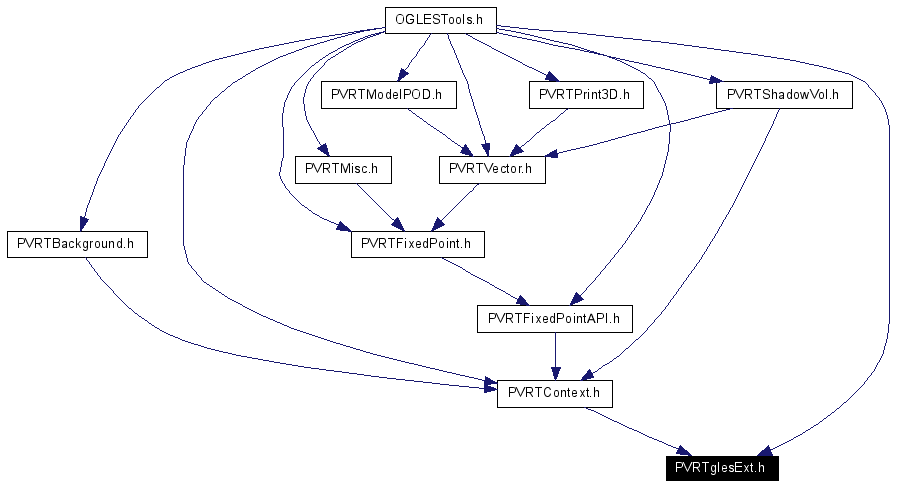 OGLESTools.h
PVRTModelPOD.h
PVRTPrint3D.h
PVRTShadowVol.h
PVRTMisc.h
PVRTVector.h
PVRTBackground.h
PVRTFixedPoint.h
PVRTFixedPointAPI.h
PVRTContext.h
PVRTglesExt.h